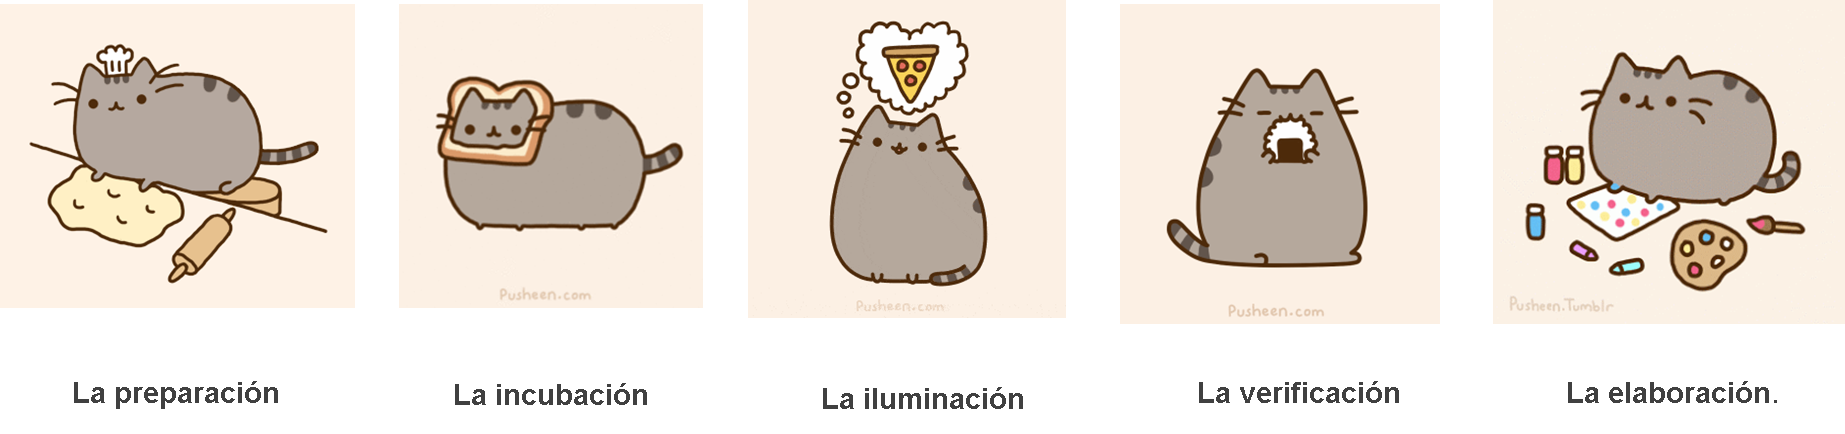 Pusheen.com
Pusheen.com
Pusheen.com
Pusheen.Tumblr
La preparación
La incubación
La iluminación
La verificación
La elaboración.